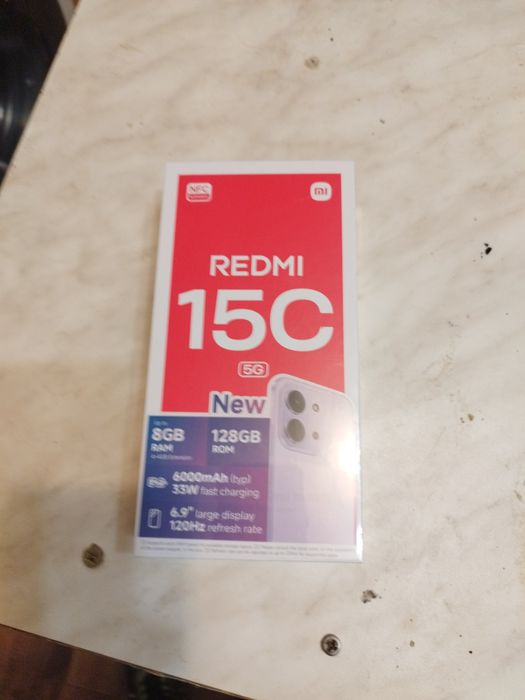 NFC
mi
REDMI
15C
5G
New
8GB
RAM
128GB
ROM
6000mAh (typ)
33W fast charging
6.9" large display
120Hz refresh rate